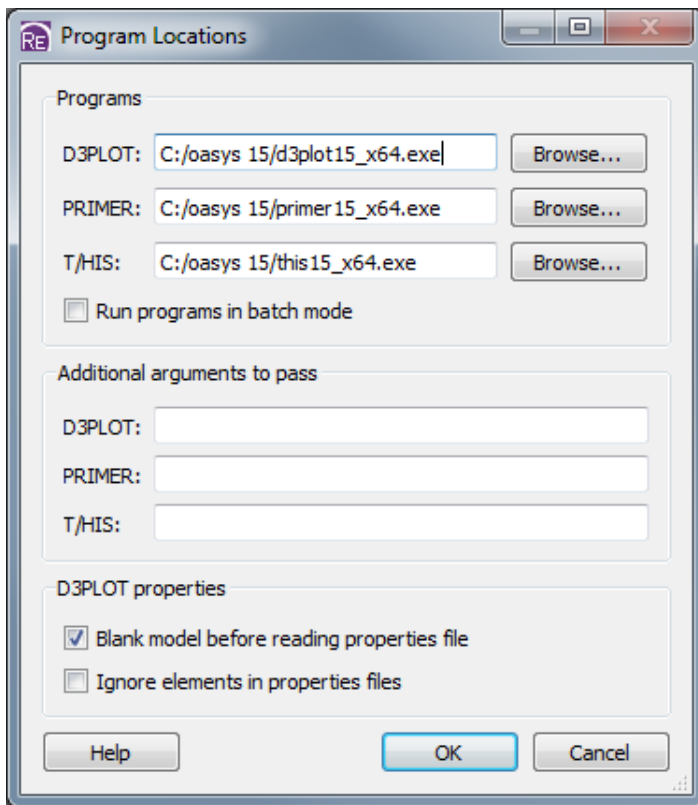 RE Program Locations
Programs
D3PLOT: C:/oasys 15/d3plot15_x64.exe Browse...
PRIMER: C:/oasys 15/primer15_x64.exe Browse...
T/HIS: C:/oasys 15/this15_x64.exe Browse...
Run programs in batch mode
Additional arguments to pass
D3PLOT:
PRIMER:
T/HIS:
D3PLOT properties
Blank model before reading properties file
Ignore elements in properties files
Help OK Cancel